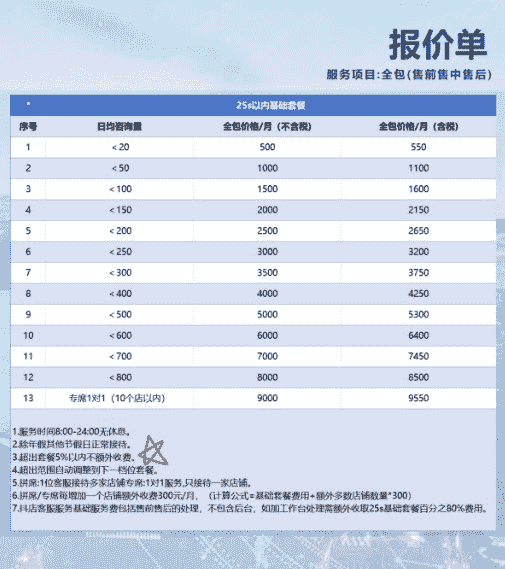 报价单
服务项目:全包(售前售中售后)
* 25s以内基础套餐
序号 日均咨询量 全包价格/月（不含税） 全包价格/月（含税）
1 ＜20 500 550
2 ＜50 1000 1100
3 ＜100 1500 1600
4 ＜150 2000 2150
5 ＜200 2500 2650
6 ＜250 3000 3200
7 ＜300 3500 3750
8 ＜400 4000 4250
9 ＜500 5000 5300
10 ＜600 6000 6400
11 ＜700 7000 7450
12 ＜800 8000 8500
13 专席1对1（10个店以内） 9000 9550
1.服务时间8:00-24:00无休息。
2.除年假其他节假日正常接待。
3.超出套餐5%以内不额外收费。
4.超出范围自动调整到下一档位套餐。
5.拼席:1位客服接待多家店铺专席:1对1服务,只接待一家店铺。
6.拼席/专席每增加一个店铺额外收费300元/月，（计算公式=基础套餐费用+额外多数店铺数量*300）
7.抖店客服服务基础服务费包括售前售后的处理，不包含后台，如加工作台处理需额外收取25s基础套餐百分之80%费用。